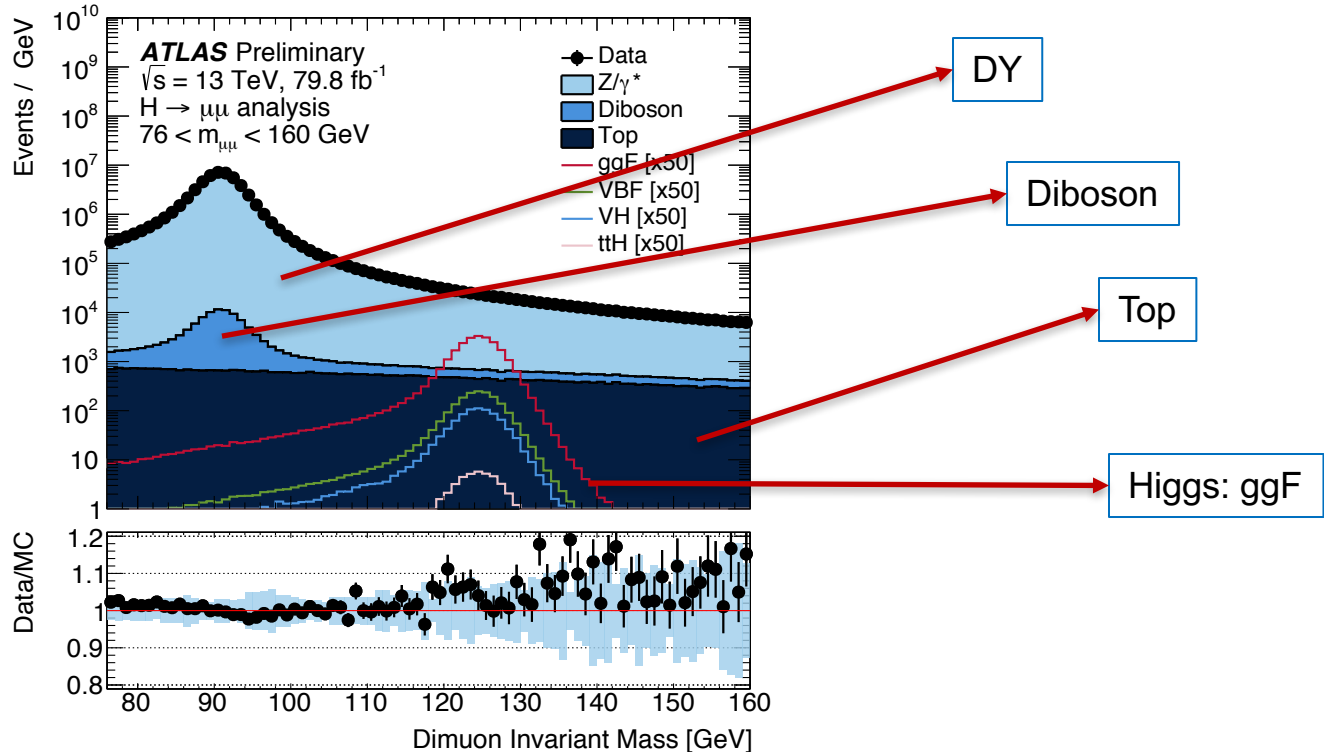 Events / GeV
10¹⁰
10⁹
10⁸
10⁷
10⁶
10⁵
10⁴
10³
10²
10
1
ATLAS Preliminary
√s = 13 TeV, 79.8 fb⁻¹
H → μμ analysis
76 < mμμ < 160 GeV
Data
Z/γ*
Diboson
Top
ggF [x50]
VBF [x50]
VH [x50]
ttH [x50]
DY
Diboson
Top
Higgs: ggF
Data/MC
1.2
1.1
1
0.9
0.8
80 90 100 110 120 130 140 150 160
Dimuon Invariant Mass [GeV]